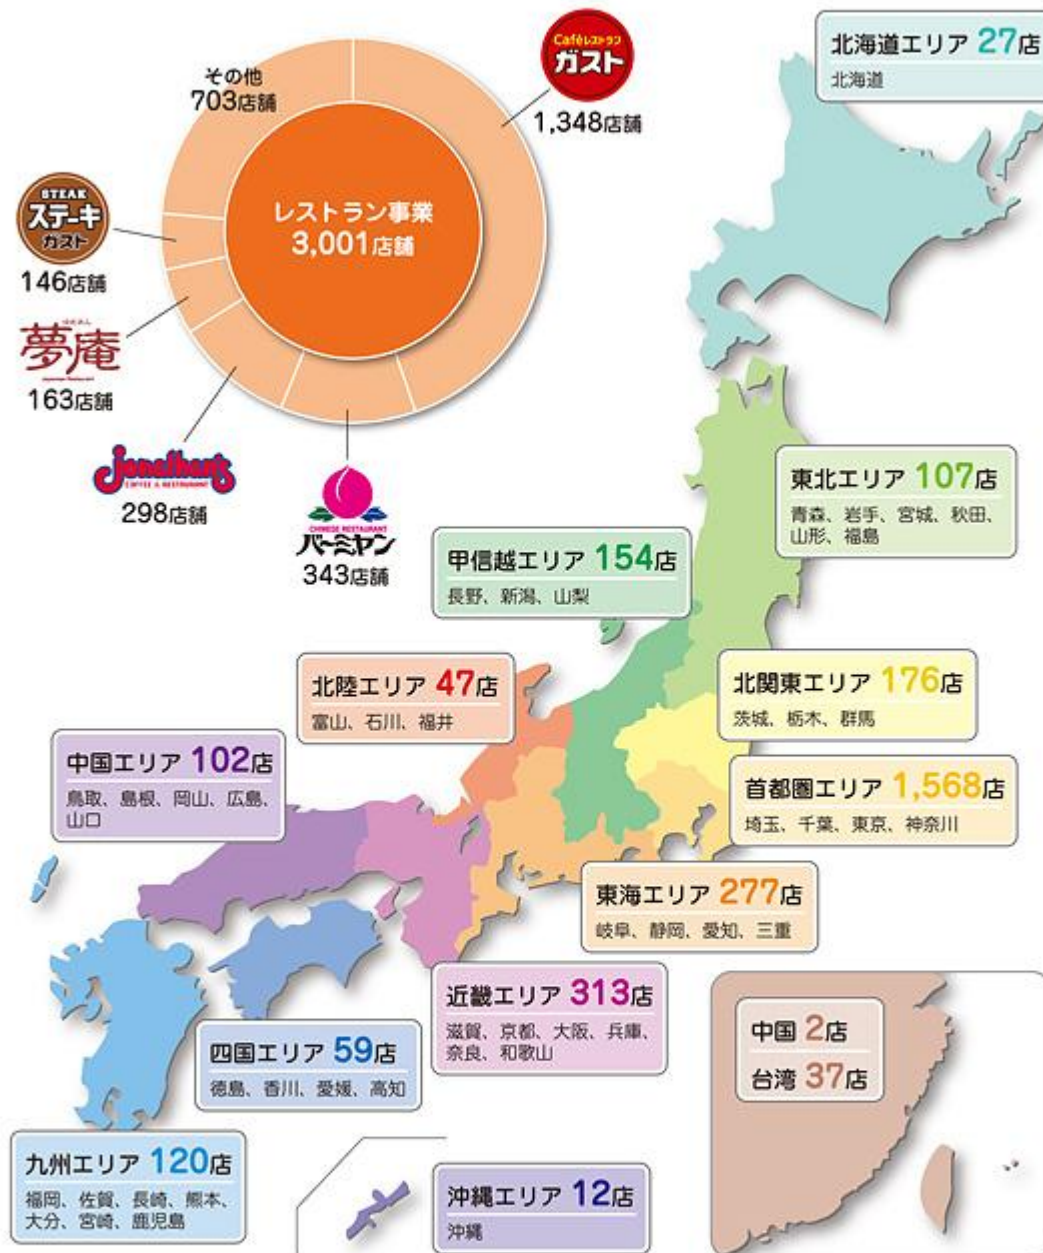 その他
703店舗
Caféレストラン
ガスト
1,348店舗
レストラン事業
3,001店舗
STEAK
ステーキ
ガスト
146店舗
夢庵
163店舗
Jonathan's
COFFEE & RESTAURANT
298店舗
CHINESE RESTAURANT
バーミヤン
343店舗
北海道エリア 27店
北海道
東北エリア 107店
青森、岩手、宮城、秋田、
山形、福島
甲信越エリア 154店
長野、新潟、山梨
北陸エリア 47店
富山、石川、福井
北関東エリア 176店
茨城、栃木、群馬
中国エリア 102店
鳥取、島根、岡山、広島、
山口
首都圏エリア 1,568店
埼玉、千葉、東京、神奈川
東海エリア 277店
岐阜、静岡、愛知、三重
近畿エリア 313店
滋賀、京都、大阪、兵庫、
奈良、和歌山
四国エリア 59店
徳島、香川、愛媛、高知
中国 2店
台湾 37店
九州エリア 120店
福岡、佐賀、長崎、熊本、
大分、宮崎、鹿児島
沖縄エリア 12店
沖縄